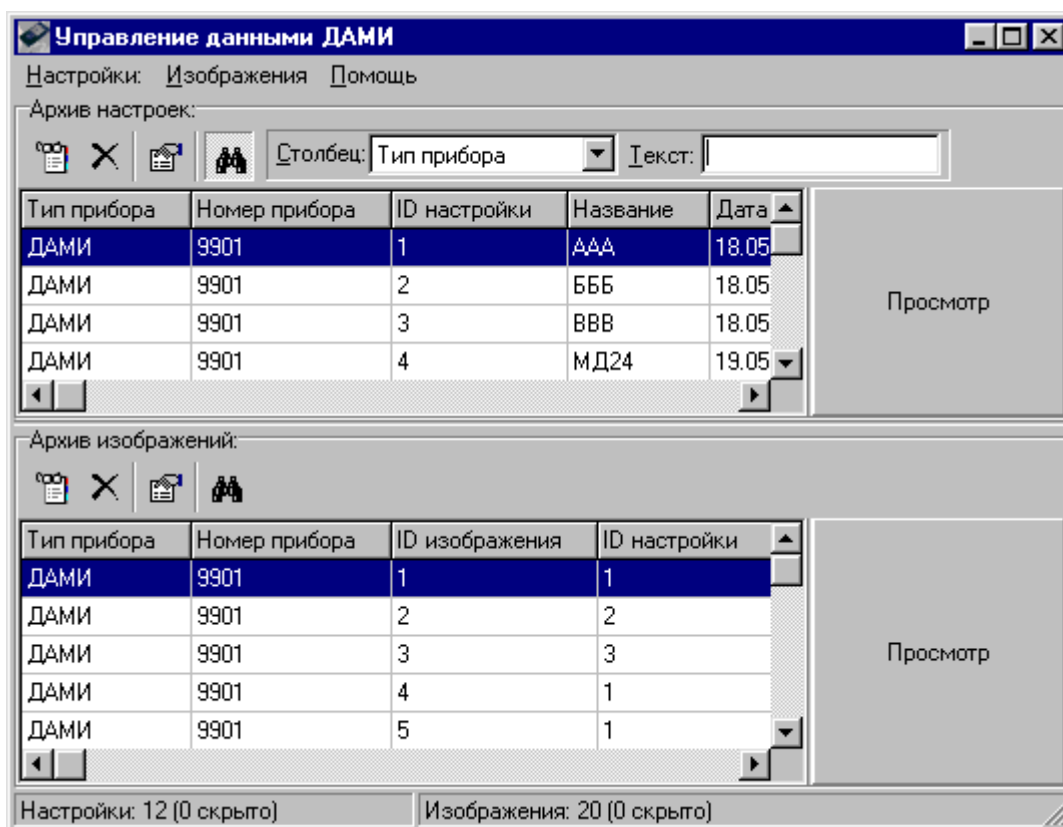 Управление данными ДАМИ
Настройки: Изображения Помощь
Архив настроек:
Столбец: Тип прибора Текст:
Тип прибора Номер прибора ID настройки Название Дата
ДАМИ 9901 1 ААА 18.05
ДАМИ 9901 2 БББ 18.05
ДАМИ 9901 3 ВВВ 18.05
ДАМИ 9901 4 МД24 19.05
Просмотр
Архив изображений:
Тип прибора Номер прибора ID изображения ID настройки
ДАМИ 9901 1 1
ДАМИ 9901 2 2
ДАМИ 9901 3 3
ДАМИ 9901 4 1
ДАМИ 9901 5 1
Просмотр
Настройки: 12 (0 скрыто) Изображения: 20 (0 скрыто)